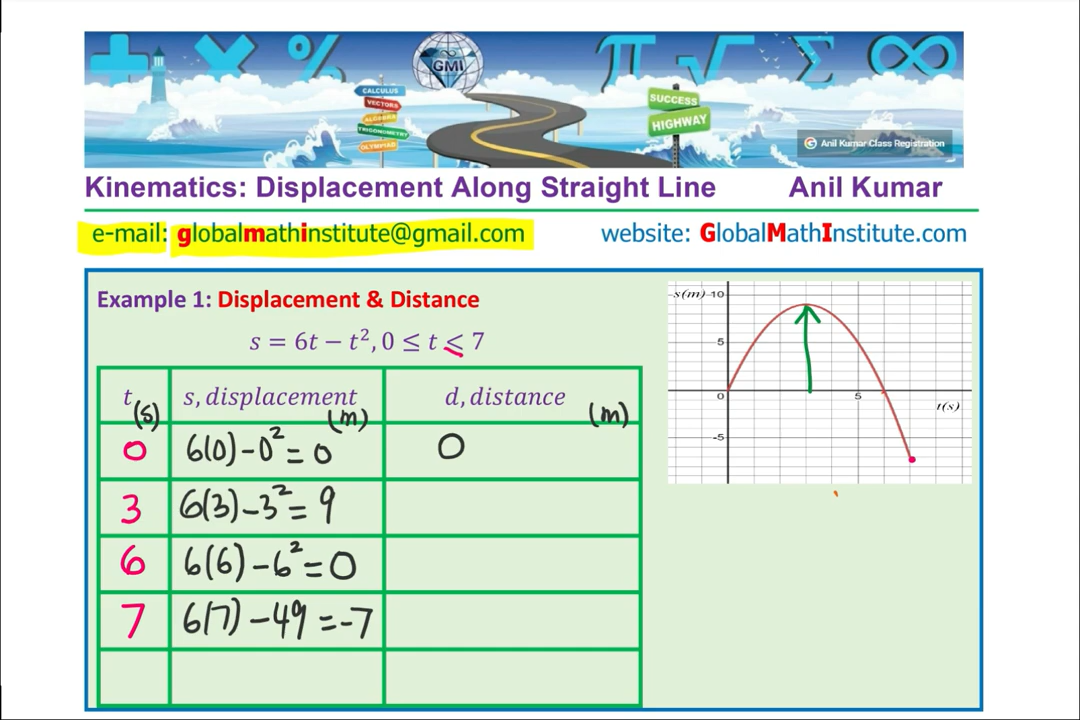 GMI
CALCULUS
VECTORS
ALGEBRA
TRIGONOMETRY
OLYMPIAD
SUCCESS
HIGHWAY
Anil Kumar Class Registration
Kinematics: Displacement Along Straight Line Anil Kumar
e-mail: globalmathinstitute@gmail.com website: GlobalMathInstitute.com
Example 1: Displacement & Distance
s = 6t − t², 0 ≤ t ≤ 7
t (s) s, displacement (m) d, distance (m)
0 6(0) - 0² = 0 0
3 6(3) - 3² = 9
6 6(6) - 6² = 0
7 6(7) - 49 = -7
s(m) 10
5
0 5 t(s)
-5